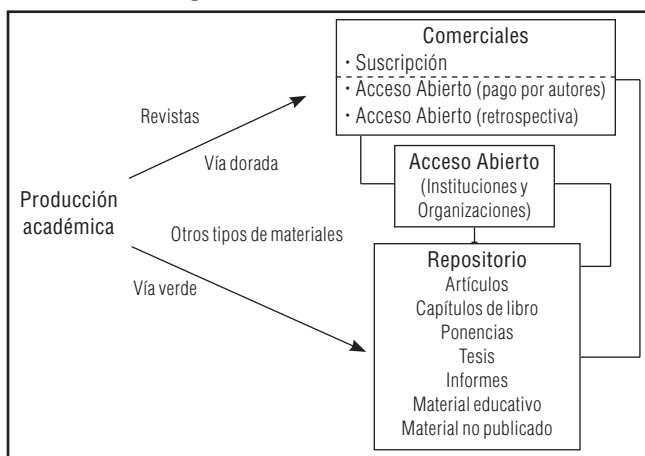 Comerciales
· Suscripción
· Acceso Abierto (pago por autores)
· Acceso Abierto (retrospectiva)
Revistas
Vía dorada
Acceso Abierto
(Instituciones y
Organizaciones)
Producción
académica
Otros tipos de materiales
Vía verde
Repositorio
Artículos
Capítulos de libro
Ponencias
Tesis
Informes
Material educativo
Material no publicado